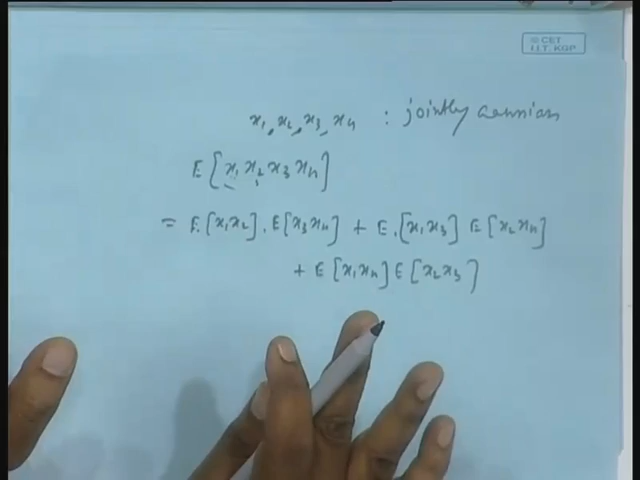 © CET
I.I.T. KGP
x₁, x₂, x₃, x₄ : jointly Gaussian
E[x₁ x₂ x₃ x₄]
= E[x₁x₂] . E[x₃x₄] + E.[x₁x₃] E[x₂x₄]
+ E[x₁x₄] E[x₂x₃]